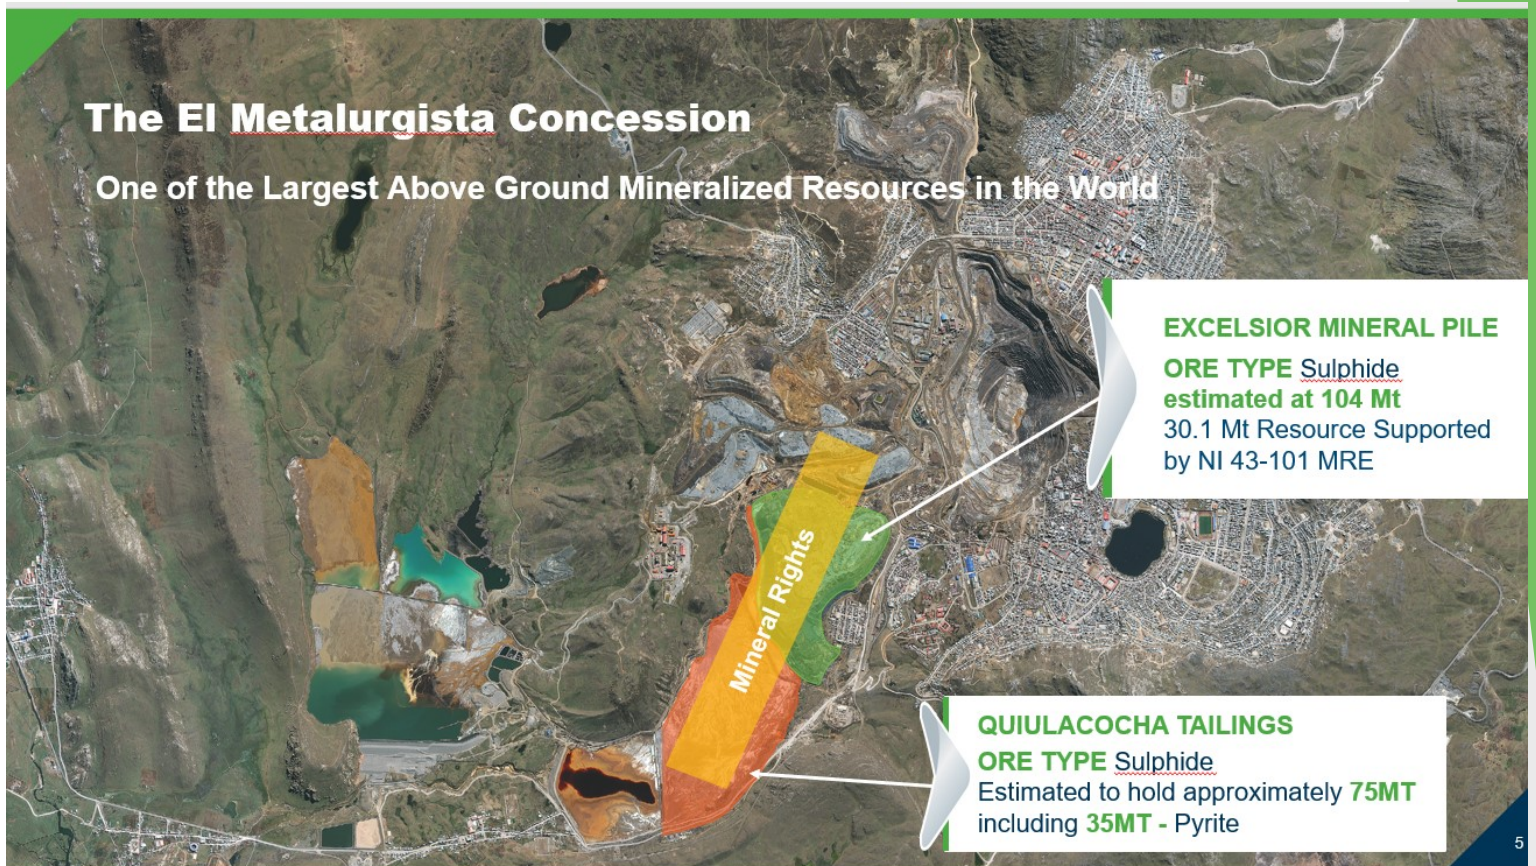 The El Metalurgista Concession
One of the Largest Above Ground Mineralized Resources in the World
EXCELSIOR MINERAL PILE
ORE TYPE Sulphide
estimated at 104 Mt
30.1 Mt Resource Supported
by NI 43-101 MRE
Mineral Rights
QUIULACOCHA TAILINGS
ORE TYPE Sulphide
Estimated to hold approximately 75MT
including 35MT - Pyrite
5